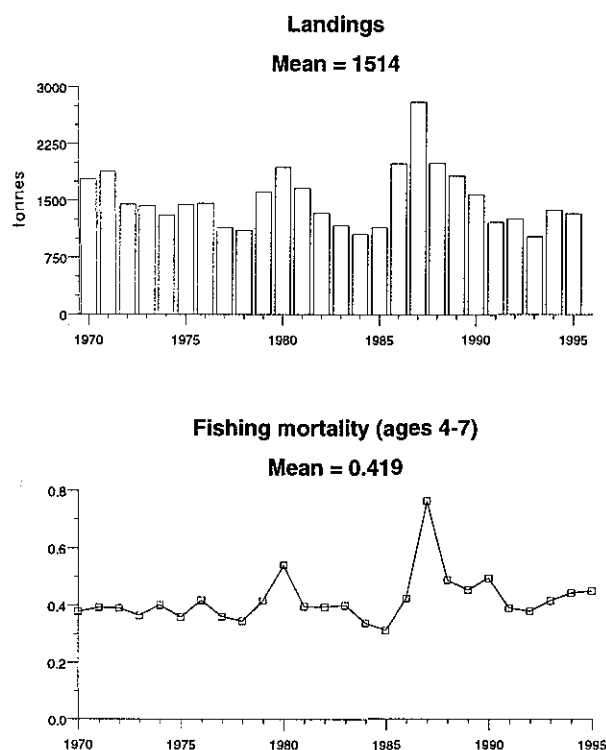 Landings
Mean = 1514
3000
2250
1500
750
0
tonnes
1970 1975 1980 1985 1990 1995
Fishing mortality (ages 4-7)
Mean = 0.419
0.8
0.6
0.4
0.2
0.0
1970 1975 1980 1985 1990 1995